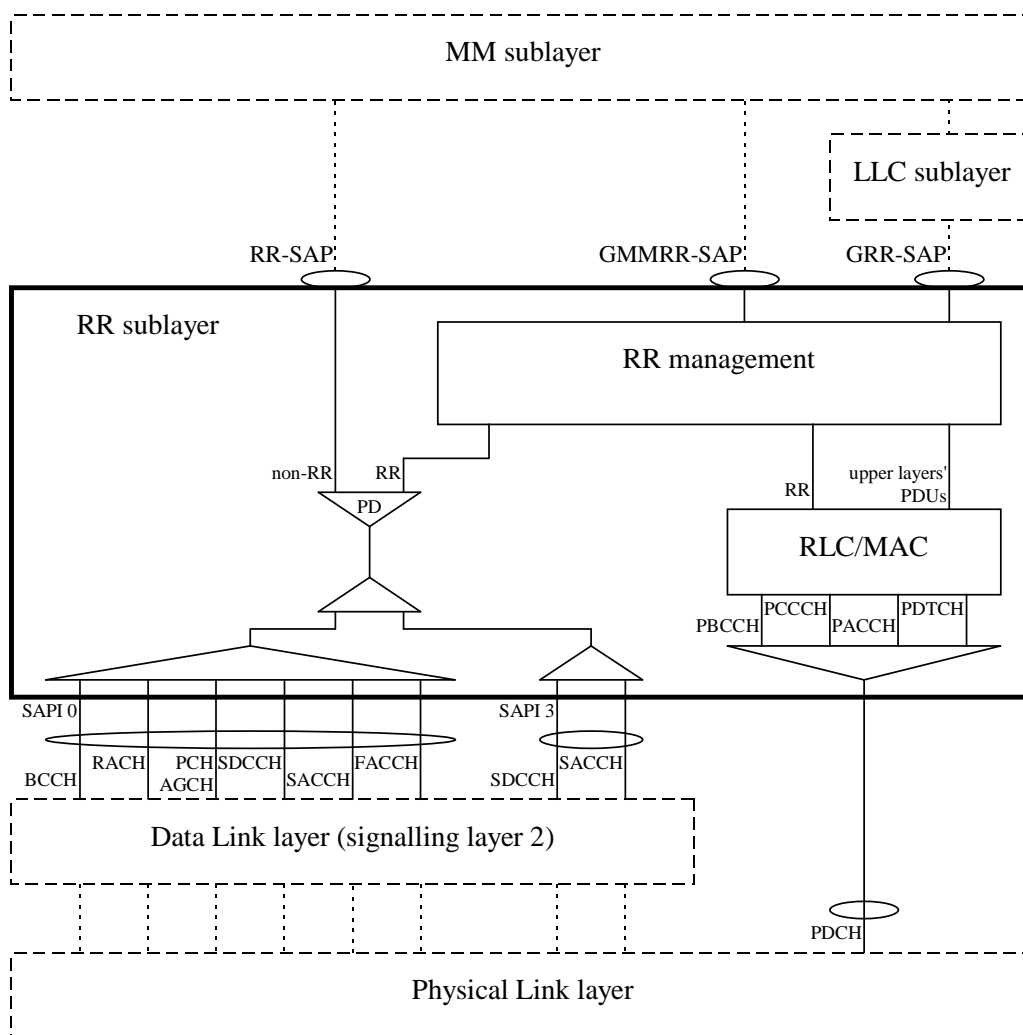 MM sublayer
LLC sublayer
RR-SAP
GMMRR-SAP
GRR-SAP
RR sublayer
RR management
non-RR
RR
PD
RR
upper layers'
PDUs
RLC/MAC
PBCCH
PCCCH
PACCH
PDTCH
SAPI 0
SAPI 3
BCCH
RACH
PCH
AGCH
SDCCH
SACCH
FACCH
SDCCH
SACCH
Data Link layer (signalling layer 2)
PDCH
Physical Link layer